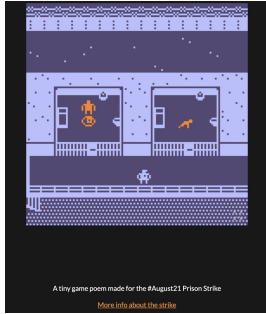 A tiny game poem made for the #August21 Prison Strike
More info about the strike